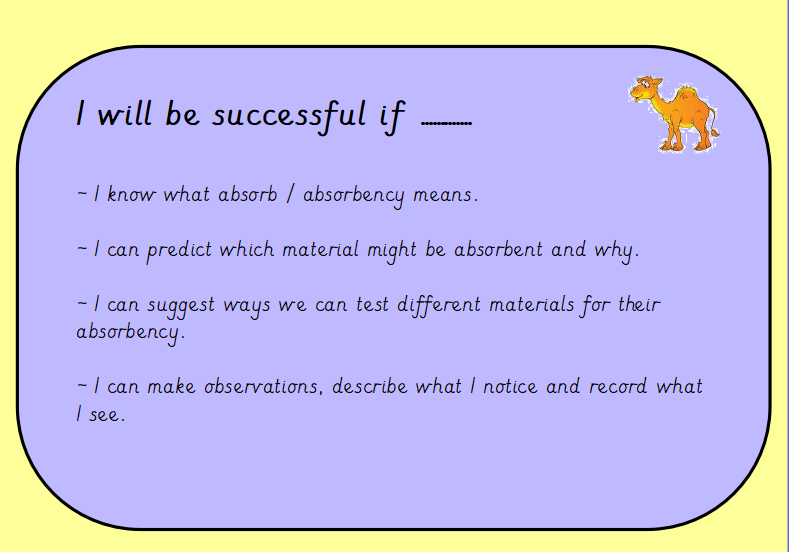 I will be successful if ............
~ I know what absorb / absorbency means.
~ I can predict which material might be absorbent and why.
~ I can suggest ways we can test different materials for their
absorbency.
~ I can make observations, describe what I notice and record what
I see.